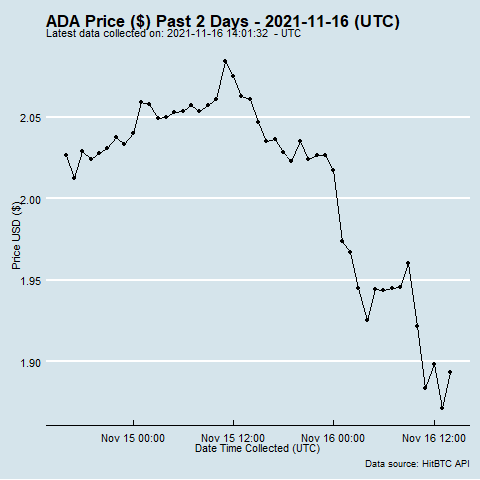 ADA Price ($) Past 2 Days - 2021-11-16 (UTC)
Latest data collected on: 2021-11-16 14:01:32 - UTC
Price USD ($)
2.05
2.00
1.95
1.90
Nov 15 00:00 Nov 15 12:00 Nov 16 00:00 Nov 16 12:00
Date Time Collected (UTC)
Data source: HitBTC API